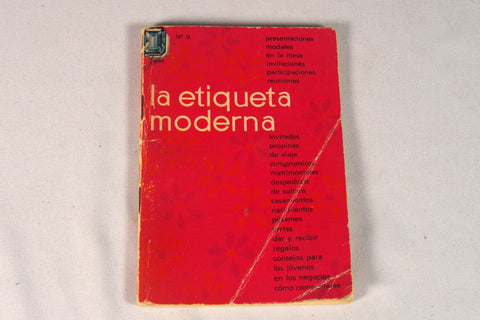 Nº 9
presentaciones
modales
en la mesa
invitaciones
participaciones
reuniones
la etiqueta
moderna
invitados
propinas
de viaje
compromisos
matrimoniales
despedidas
de soltera
casamientos
nacimientos
pésames
cartas
dar y recibir
regalos
consejos para
los jóvenes
en los negocios
cómo comportarse